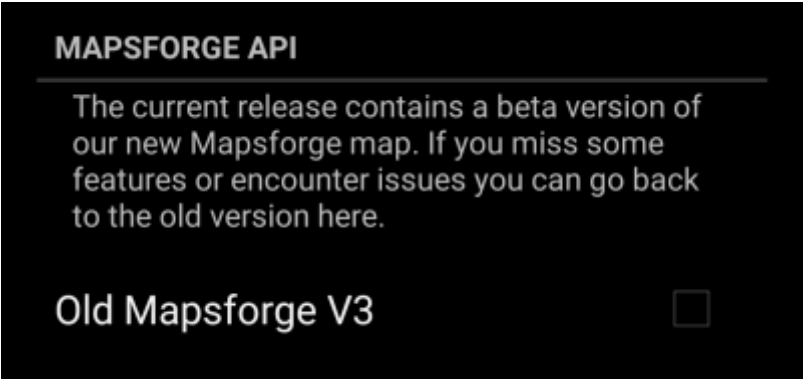 MAPSFORGE API
The current release contains a beta version of
our new Mapsforge map. If you miss some
features or encounter issues you can go back
to the old version here.
Old Mapsforge V3